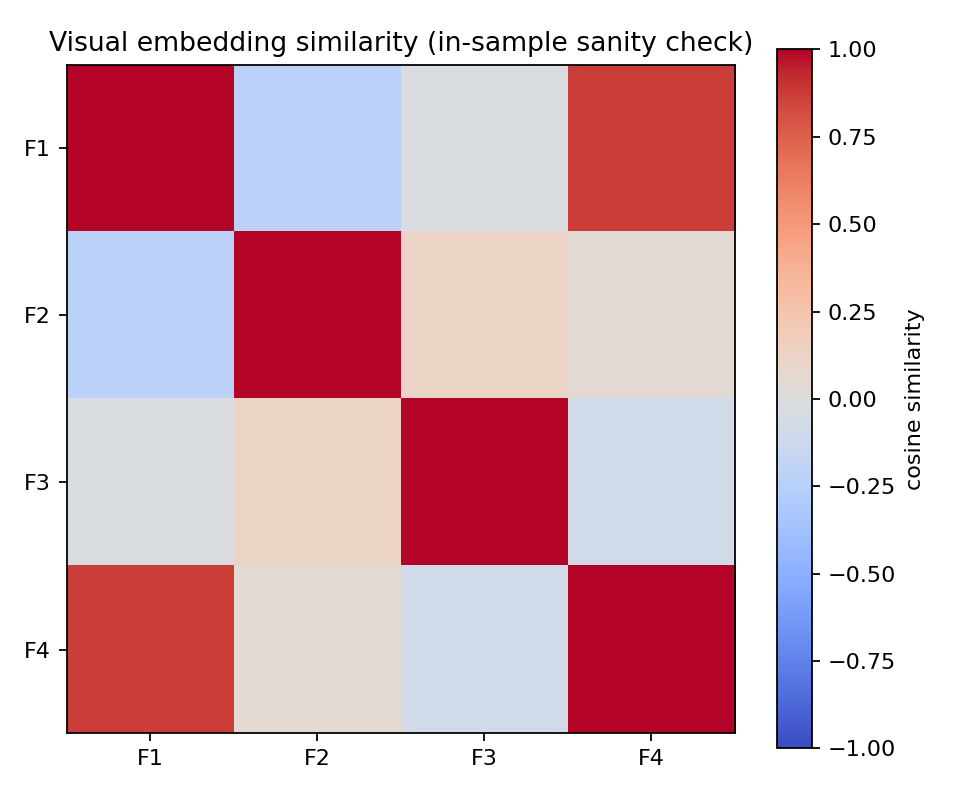 Visual embedding similarity (in-sample sanity check)
F1
F2
F3
F4
F1 F2 F3 F4
1.00
0.75
0.50
0.25
0.00
−0.25
−0.50
−0.75
−1.00
cosine similarity